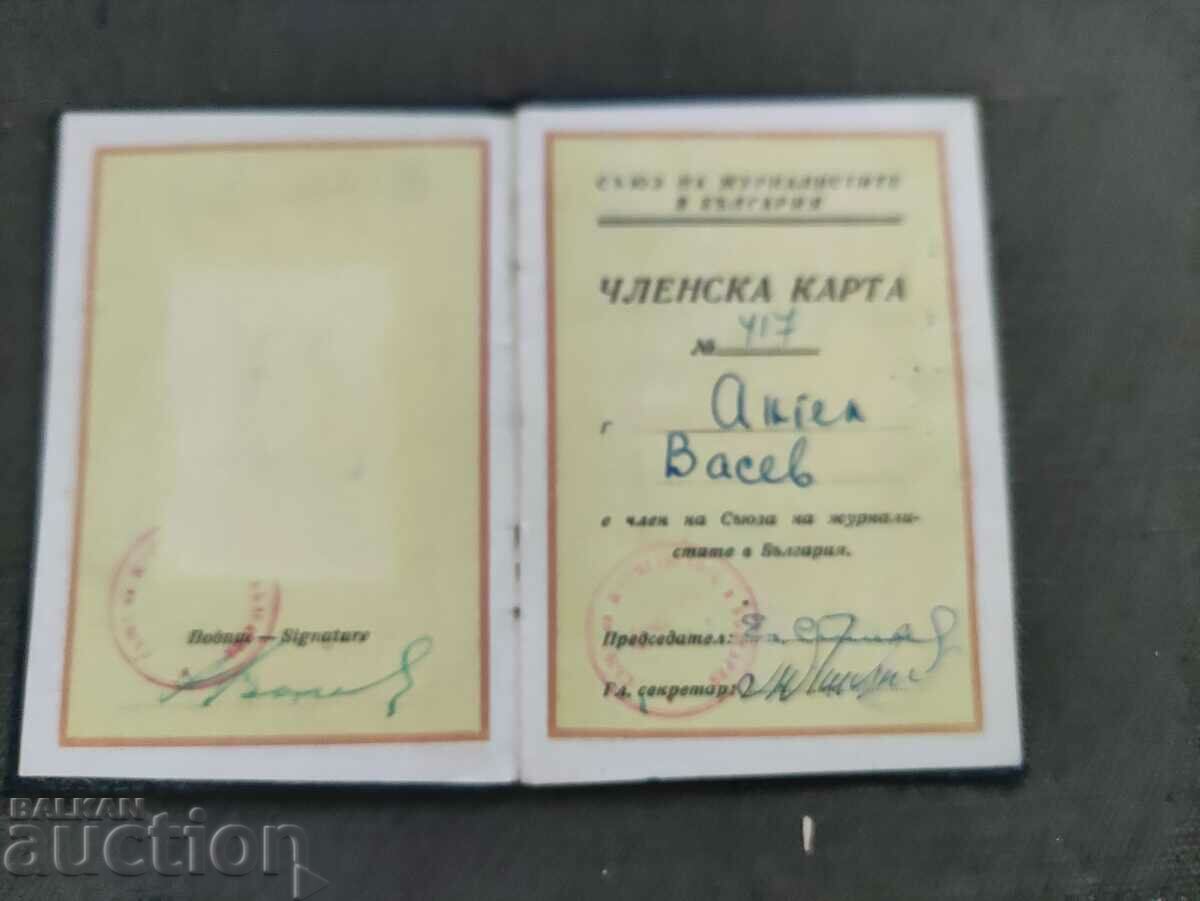 Подпис — Signature
СЪЮЗ НА ЖУРНАЛИСТИТЕ
В БЪЛГАРИЯ
ЧЛЕНСКА КАРТА
№ 417
г Ангел
Васев
е член на Съюза на журнали-
стите в България.
Председател:
Гл. секретар:
BALKAN
auction